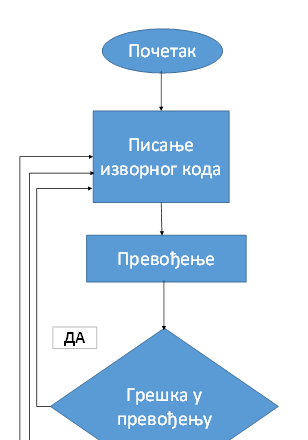 Почетак
Писање
изворног кода
Превођење
ДА
Грешка у
превођењу